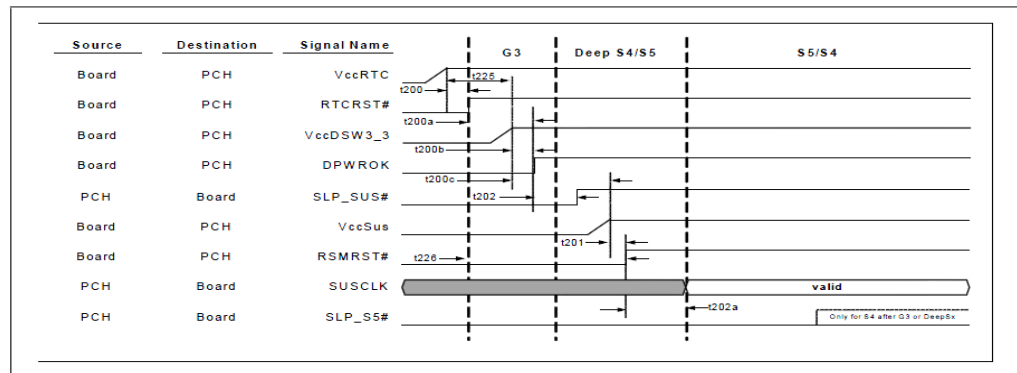 Source Destination Signal Name G3 Deep S4/S5 S5/S4
Board PCH VccRTC
t225
t200
Board PCH RTCRST#
t200a
Board PCH VccDSW3_3
t200b
Board PCH DPWROK
t200c
PCH Board SLP_SUS#
t202
Board PCH VccSus
t201
Board PCH RSMRST#
t226
PCH Board SUSCLK valid
t202a
PCH Board SLP_S5# Only for S4 after G3 or DeepSx